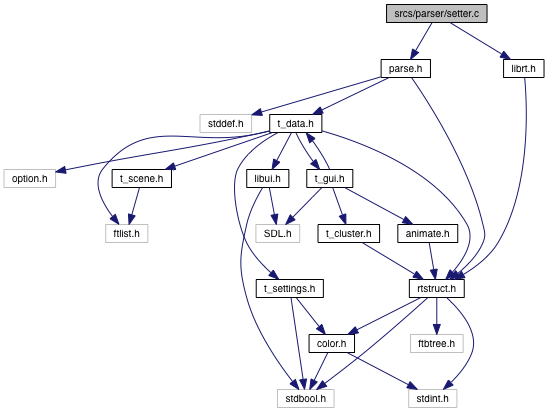 srcs/parser/setter.c
parse.h
librt.h
stddef.h
t_data.h
option.h
t_scene.h
libui.h
t_gui.h
ftlist.h
SDL.h
t_cluster.h
animate.h
t_settings.h
rtstruct.h
color.h
ftbtree.h
stdbool.h
stdint.h